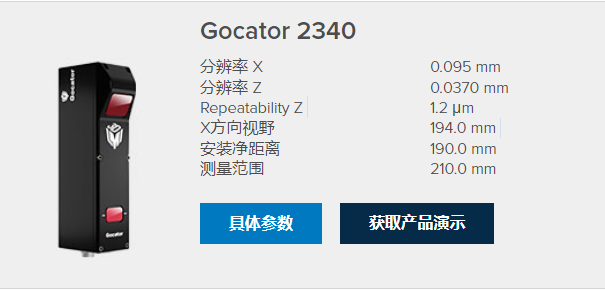 Gocator 2340
分辨率 X 0.095 mm
分辨率 Z 0.0370 mm
Repeatability Z 1.2 μm
X方向视野 194.0 mm
安装净距离 190.0 mm
测量范围 210.0 mm
具体参数 获取产品演示
Gocator
Gocator